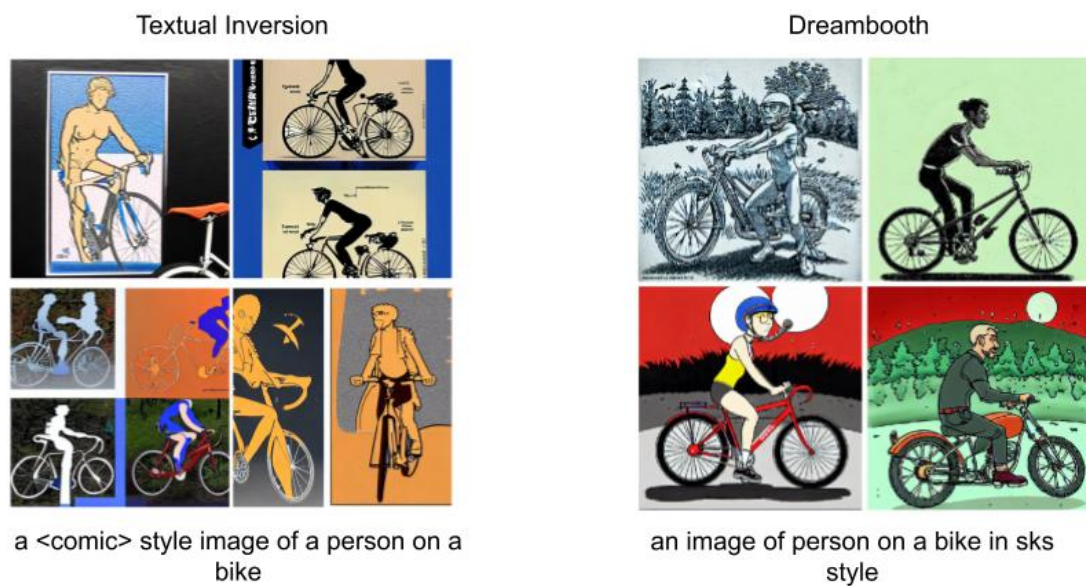 Textual Inversion
Dreambooth
a <comic> style image of a person on a
bike
an image of person on a bike in sks
style